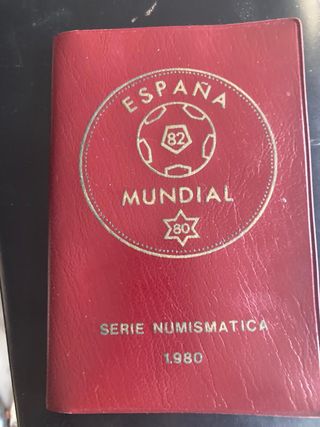 ESPAÑA
82
MUNDIAL
80
SERIE NUMISMATICA
1.980